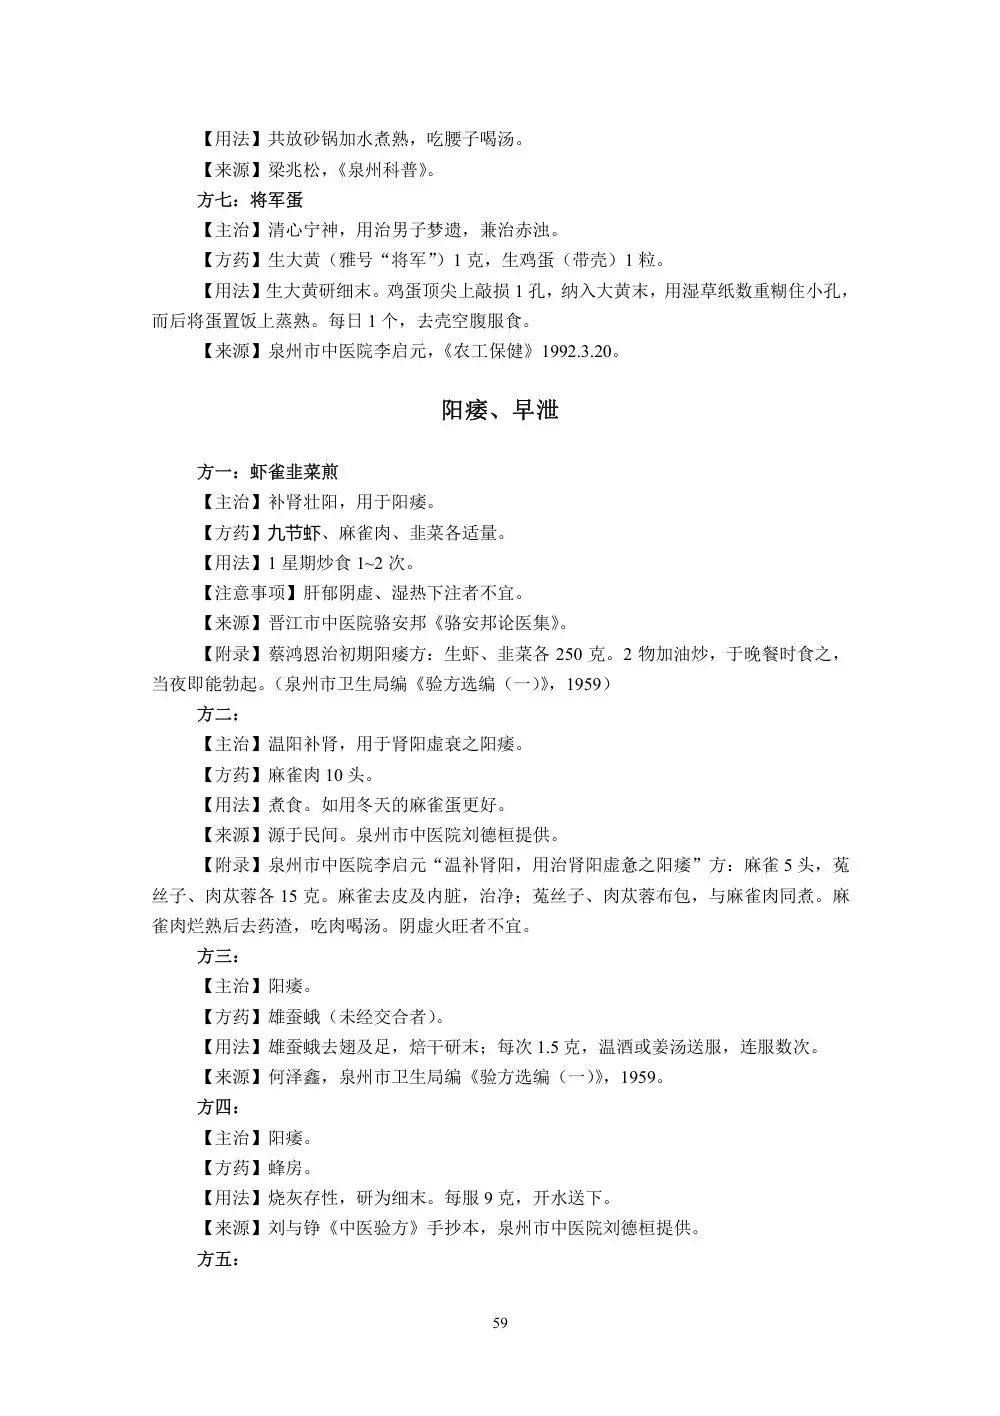 【用法】共放砂锅加水煮熟，吃腰子喝汤。
【来源】梁兆松，《泉州科普》。
方七：将军蛋
【主治】清心宁神，用治男子梦遗，兼治赤浊。
【方药】生大黄（雅号“将军”）1 克，生鸡蛋（带壳）1 粒。
【用法】生大黄研细末。鸡蛋顶尖上敲损 1 孔，纳入大黄末，用湿草纸数重糊住小孔，
而后将蛋置饭上蒸熟。每日 1 个，去壳空腹服食。
【来源】泉州市中医院李启元，《农工保健》1992.3.20。
阳痿、早泄
方一：虾雀韭菜煎
【主治】补肾壮阳，用于阳痿。
【方药】九节虾、麻雀肉、韭菜各适量。
【用法】1 星期炒食 1~2 次。
【注意事项】肝郁阴虚、湿热下注者不宜。
【来源】晋江市中医院骆安邦《骆安邦论医集》。
【附录】蔡鸿恩治初期阳痿方：生虾、韭菜各 250 克。2 物加油炒，于晚餐时食之，
当夜即能勃起。（泉州市卫生局编《验方选编（一）》，1959）
方二：
【主治】温阳补肾，用于肾阳虚衰之阳痿。
【方药】麻雀肉 10 头。
【用法】煮食。如用冬天的麻雀蛋更好。
【来源】源于民间。泉州市中医院刘德桓提供。
【附录】泉州市中医院李启元“温补肾阳，用治肾阳虚惫之阳痿”方：麻雀 5 头，菟
丝子、肉苁蓉各 15 克。麻雀去皮及内脏，治净；菟丝子、肉苁蓉布包，与麻雀肉同煮。麻
雀肉烂熟后去药渣，吃肉喝汤。阴虚火旺者不宜。
方三：
【主治】阳痿。
【方药】雄蚕蛾（未经交合者）。
【用法】雄蚕蛾去翅及足，焙干研末；每次 1.5 克，温酒或姜汤送服，连服数次。
【来源】何泽鑫，泉州市卫生局编《验方选编（一）》，1959。
方四：
【主治】阳痿。
【方药】蜂房。
【用法】烧灰存性，研为细末。每服 9 克，开水送下。
【来源】刘与铮《中医验方》手抄本，泉州市中医院刘德桓提供。
方五：
59